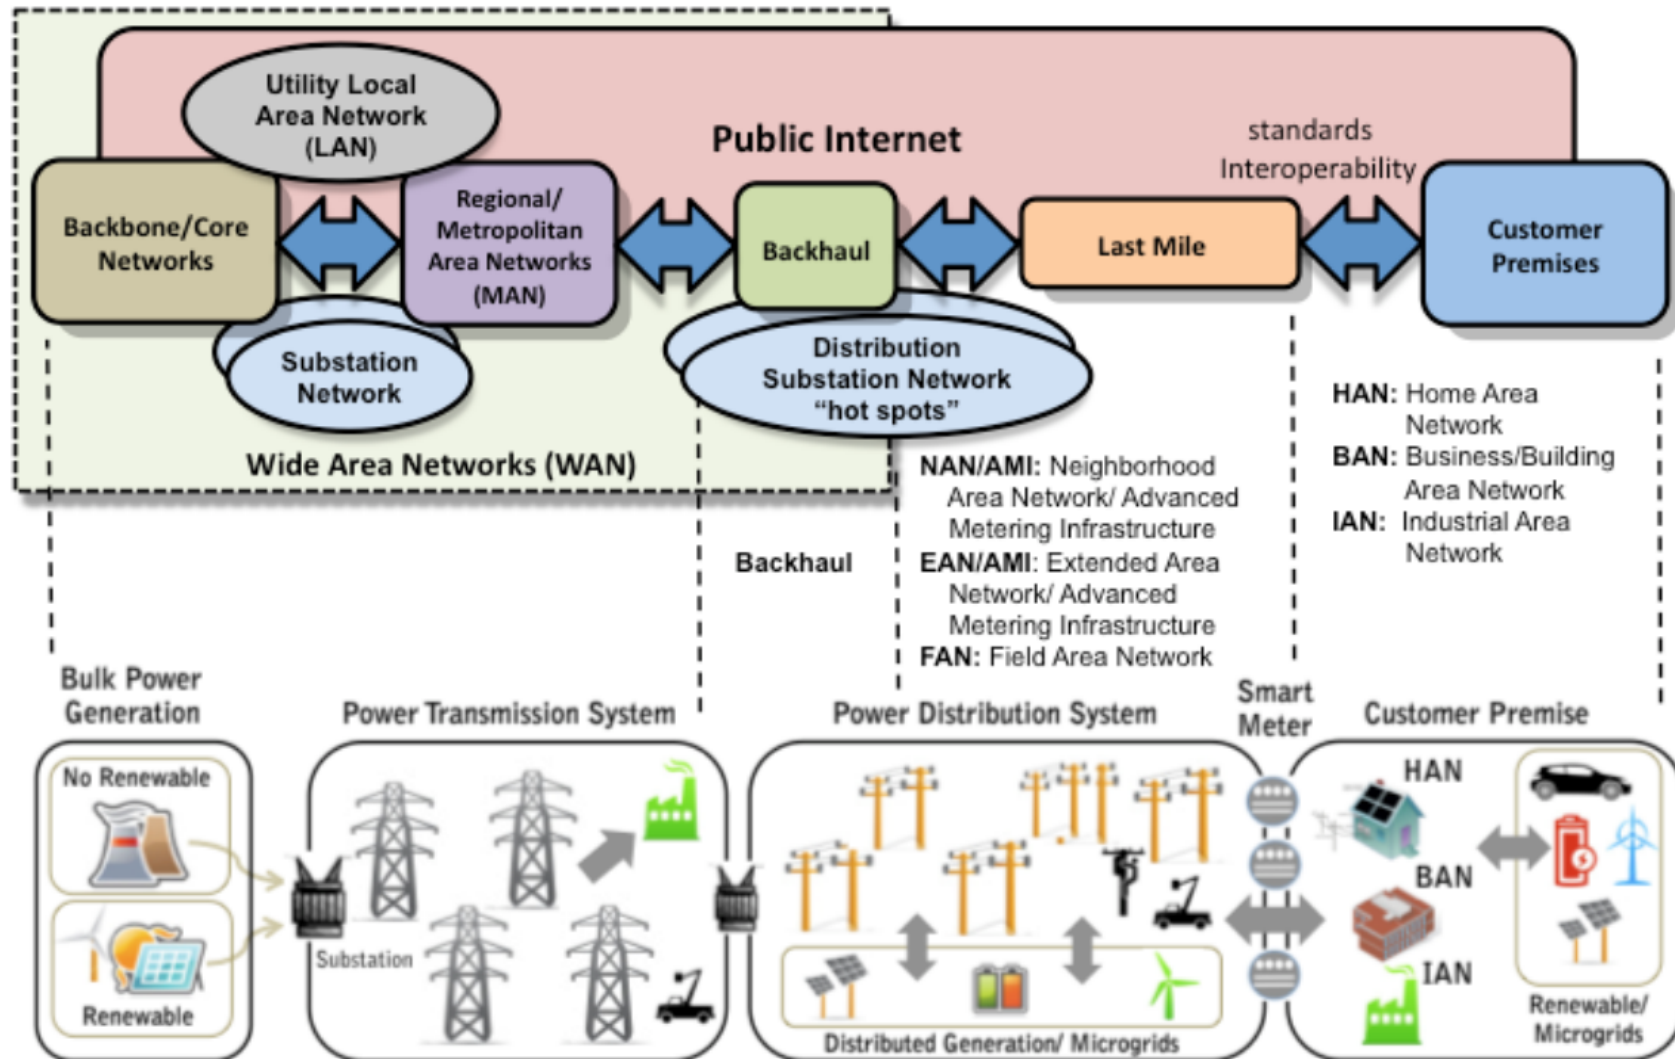 Utility Local
Area Network
(LAN)
Public Internet
standards
Interoperability
Backbone/Core
Networks
Regional/
Metropolitan
Area Networks
(MAN)
Backhaul
Last Mile
Customer
Premises
Substation
Network
Distribution
Substation Network
“hot spots”
Wide Area Networks (WAN)
Backhaul
NAN/AMI: Neighborhood
Area Network/ Advanced
Metering Infrastructure
EAN/AMI: Extended Area
Network/ Advanced
Metering Infrastructure
FAN: Field Area Network
HAN: Home Area
Network
BAN: Business/Building
Area Network
IAN: Industrial Area
Network
Bulk Power
Generation
Power Transmission System
Power Distribution System
Smart
Meter
Customer Premise
No Renewable
Renewable
Substation
Distributed Generation/ Microgrids
HAN
BAN
IAN
Renewable/
Microgrids